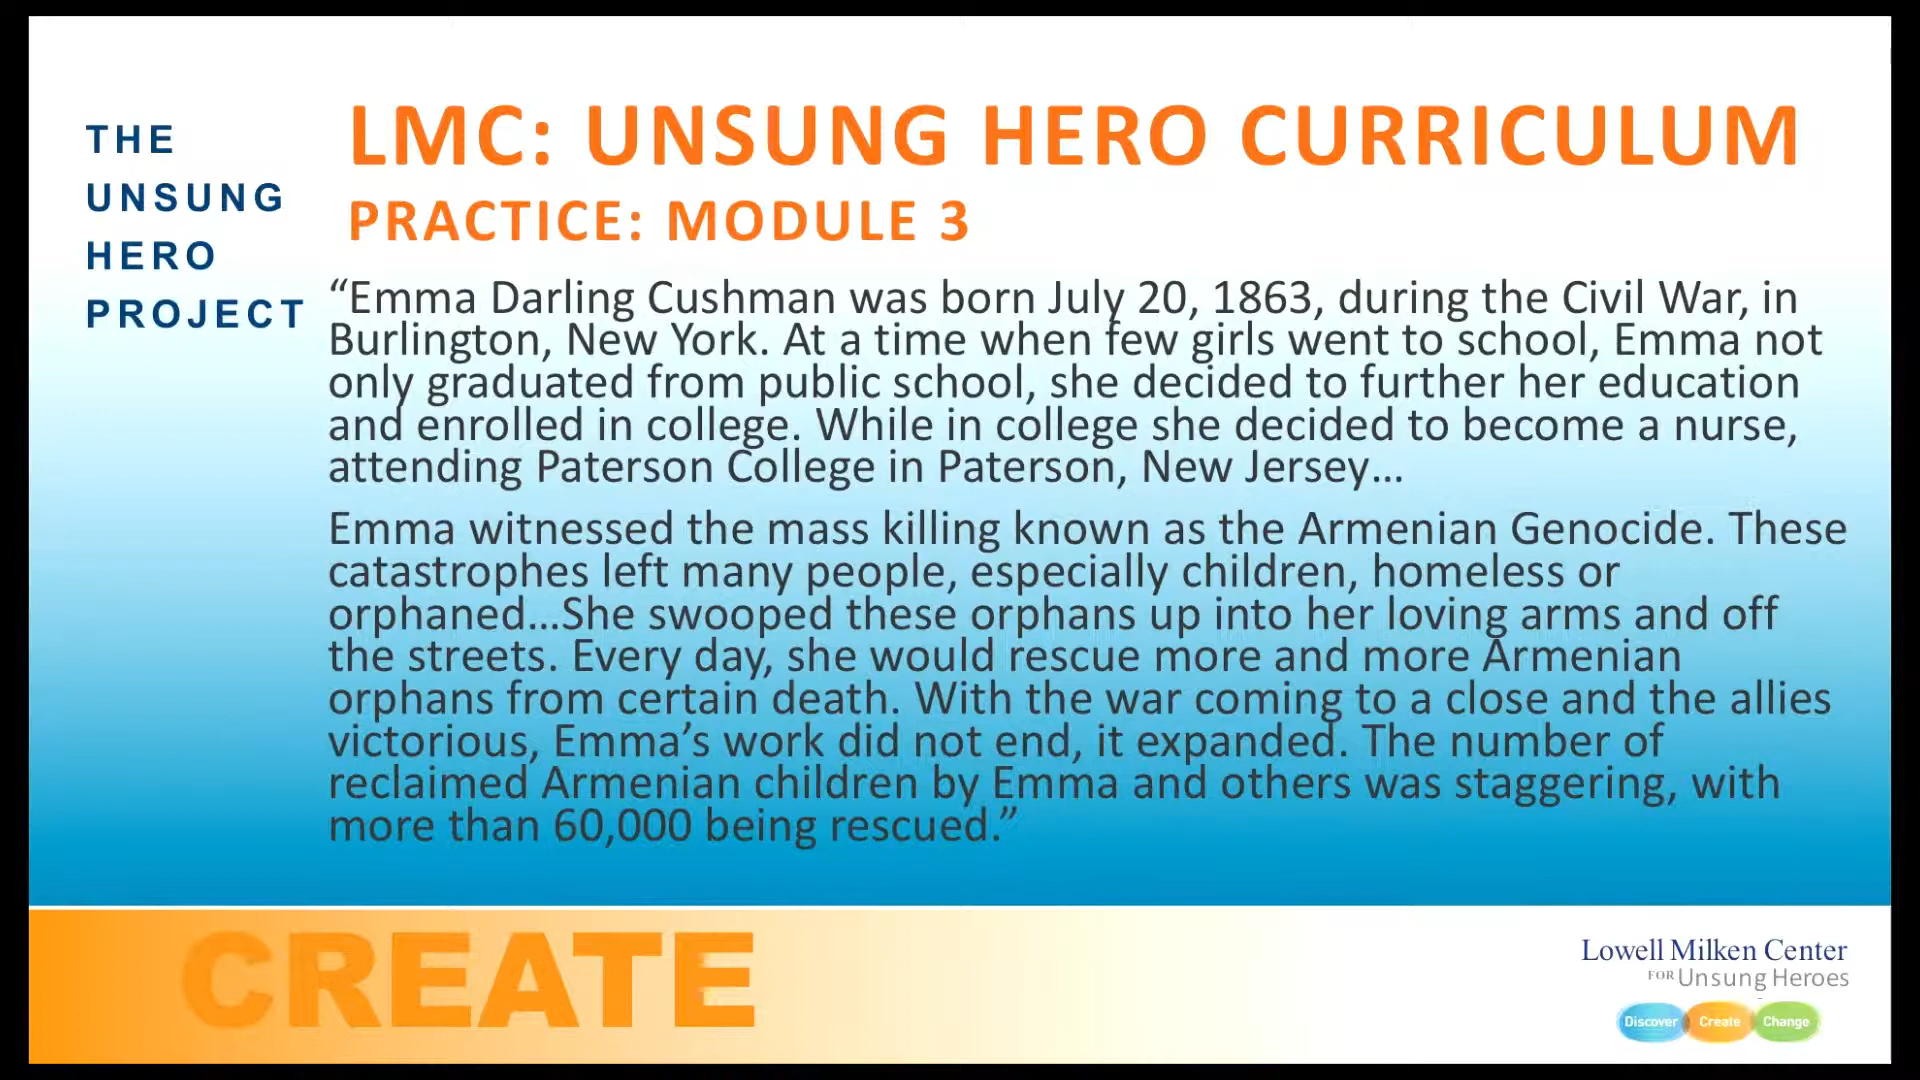 THE
UNSUNG
HERO
PROJECT
LMC: UNSUNG HERO CURRICULUM
PRACTICE: MODULE 3
“Emma Darling Cushman was born July 20, 1863, during the Civil War, in
Burlington, New York. At a time when few girls went to school, Emma not
only graduated from public school, she decided to further her education
and enrolled in college. While in college she decided to become a nurse,
attending Paterson College in Paterson, New Jersey…
Emma witnessed the mass killing known as the Armenian Genocide. These
catastrophes left many people, especially children, homeless or
orphaned…She swooped these orphans up into her loving arms and off
the streets. Every day, she would rescue more and more Armenian
orphans from certain death. With the war coming to a close and the allies
victorious, Emma’s work did not end, it expanded. The number of
reclaimed Armenian children by Emma and others was staggering, with
more than 60,000 being rescued.”
CREATE
Lowell Milken Center
FOR Unsung Heroes
Discover Create Change